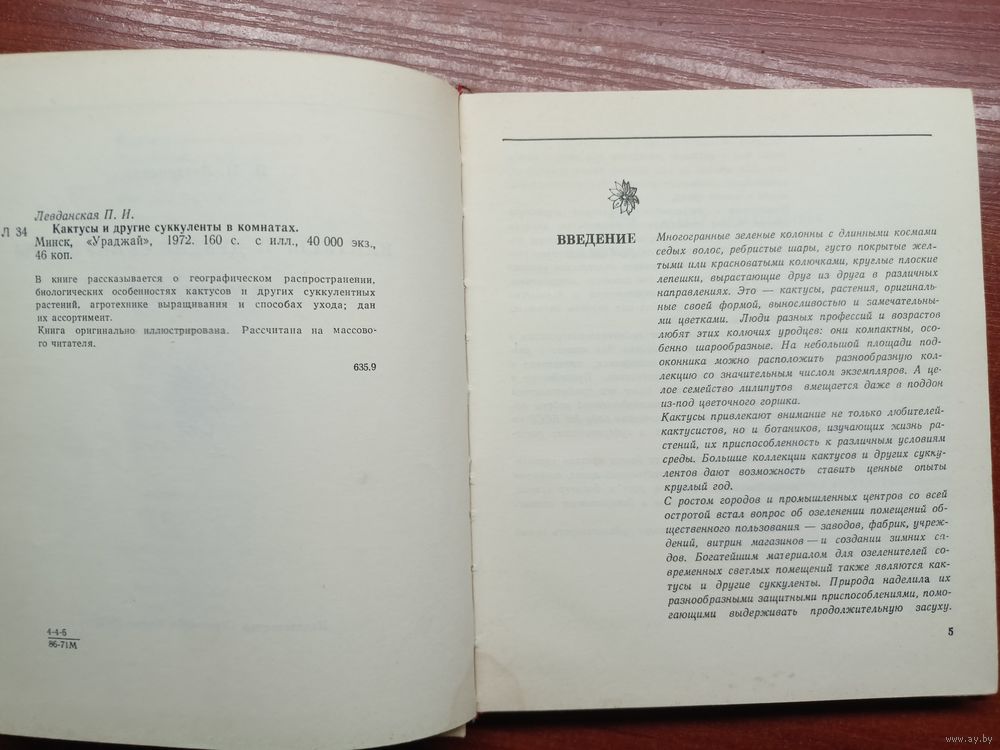 Левданская П. И.
Л 34 Кактусы и другие суккуленты в комнатах.
Минск, «Ураджай», 1972. 160 с. с илл., 40 000 экз.,
46 коп.
В книге рассказывается о географическом распространении,
биологических особенностях кактусов и других суккулентных
растений, агротехнике выращивания и способах ухода; дан
их ассортимент.
Книга оригинально иллюстрирована. Рассчитана на массово-
го читателя.
635.9
4-4-5
86-71М
ВВЕДЕНИЕ
Многогранные зеленые колонны с длинными космами
седых волос, ребристые шары, густо покрытые жел-
тыми или красноватыми колючками, круглые плоские
лепешки, вырастающие друг из друга в различных
направлениях. Это — кактусы, растения, оригиналь-
ные своей формой, выносливостью и замечательны-
ми цветками. Люди разных профессий и возрастов
любят этих колючих уродцев: они компактны, осо-
бенно шарообразные. На небольшой площади под-
оконника можно расположить разнообразную кол-
лекцию со значительным числом экземпляров. А це-
лое семейство лилипутов вмещается даже в поддон
из-под цветочного горшка.
Кактусы привлекают внимание не только любителей-
кактусистов, но и ботаников, изучающих жизнь ра-
стений, их приспособленность к различным условиям
среды. Большие коллекции кактусов и других сукку-
лентов дают возможность ставить ценные опыты
круглый год.
С ростом городов и промышленных центров со всей
остротой встал вопрос об озеленении помещений об-
щественного пользования — заводов, фабрик, учреж-
дений, витрин магазинов — и создании зимних са-
дов. Богатейшим материалом для озеленителей со-
временных светлых помещений также являются как-
тусы и другие суккуленты. Природа наделила их
разнообразными защитными приспособлениями, помо-
гающими выдерживать продолжительную засуху.
5
www.ay.by